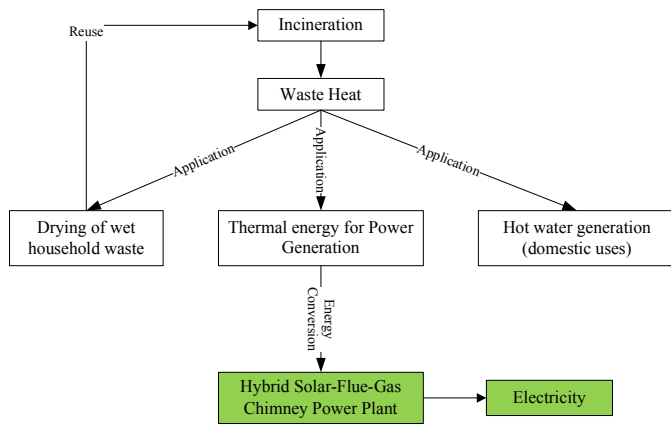 Reuse
Incineration
Waste Heat
Application
Application
Application
Drying of wet
household waste
Thermal energy for Power
Generation
Hot water generation
(domestic uses)
Energy
Conversion
Hybrid Solar-Flue-Gas
Chimney Power Plant
Electricity